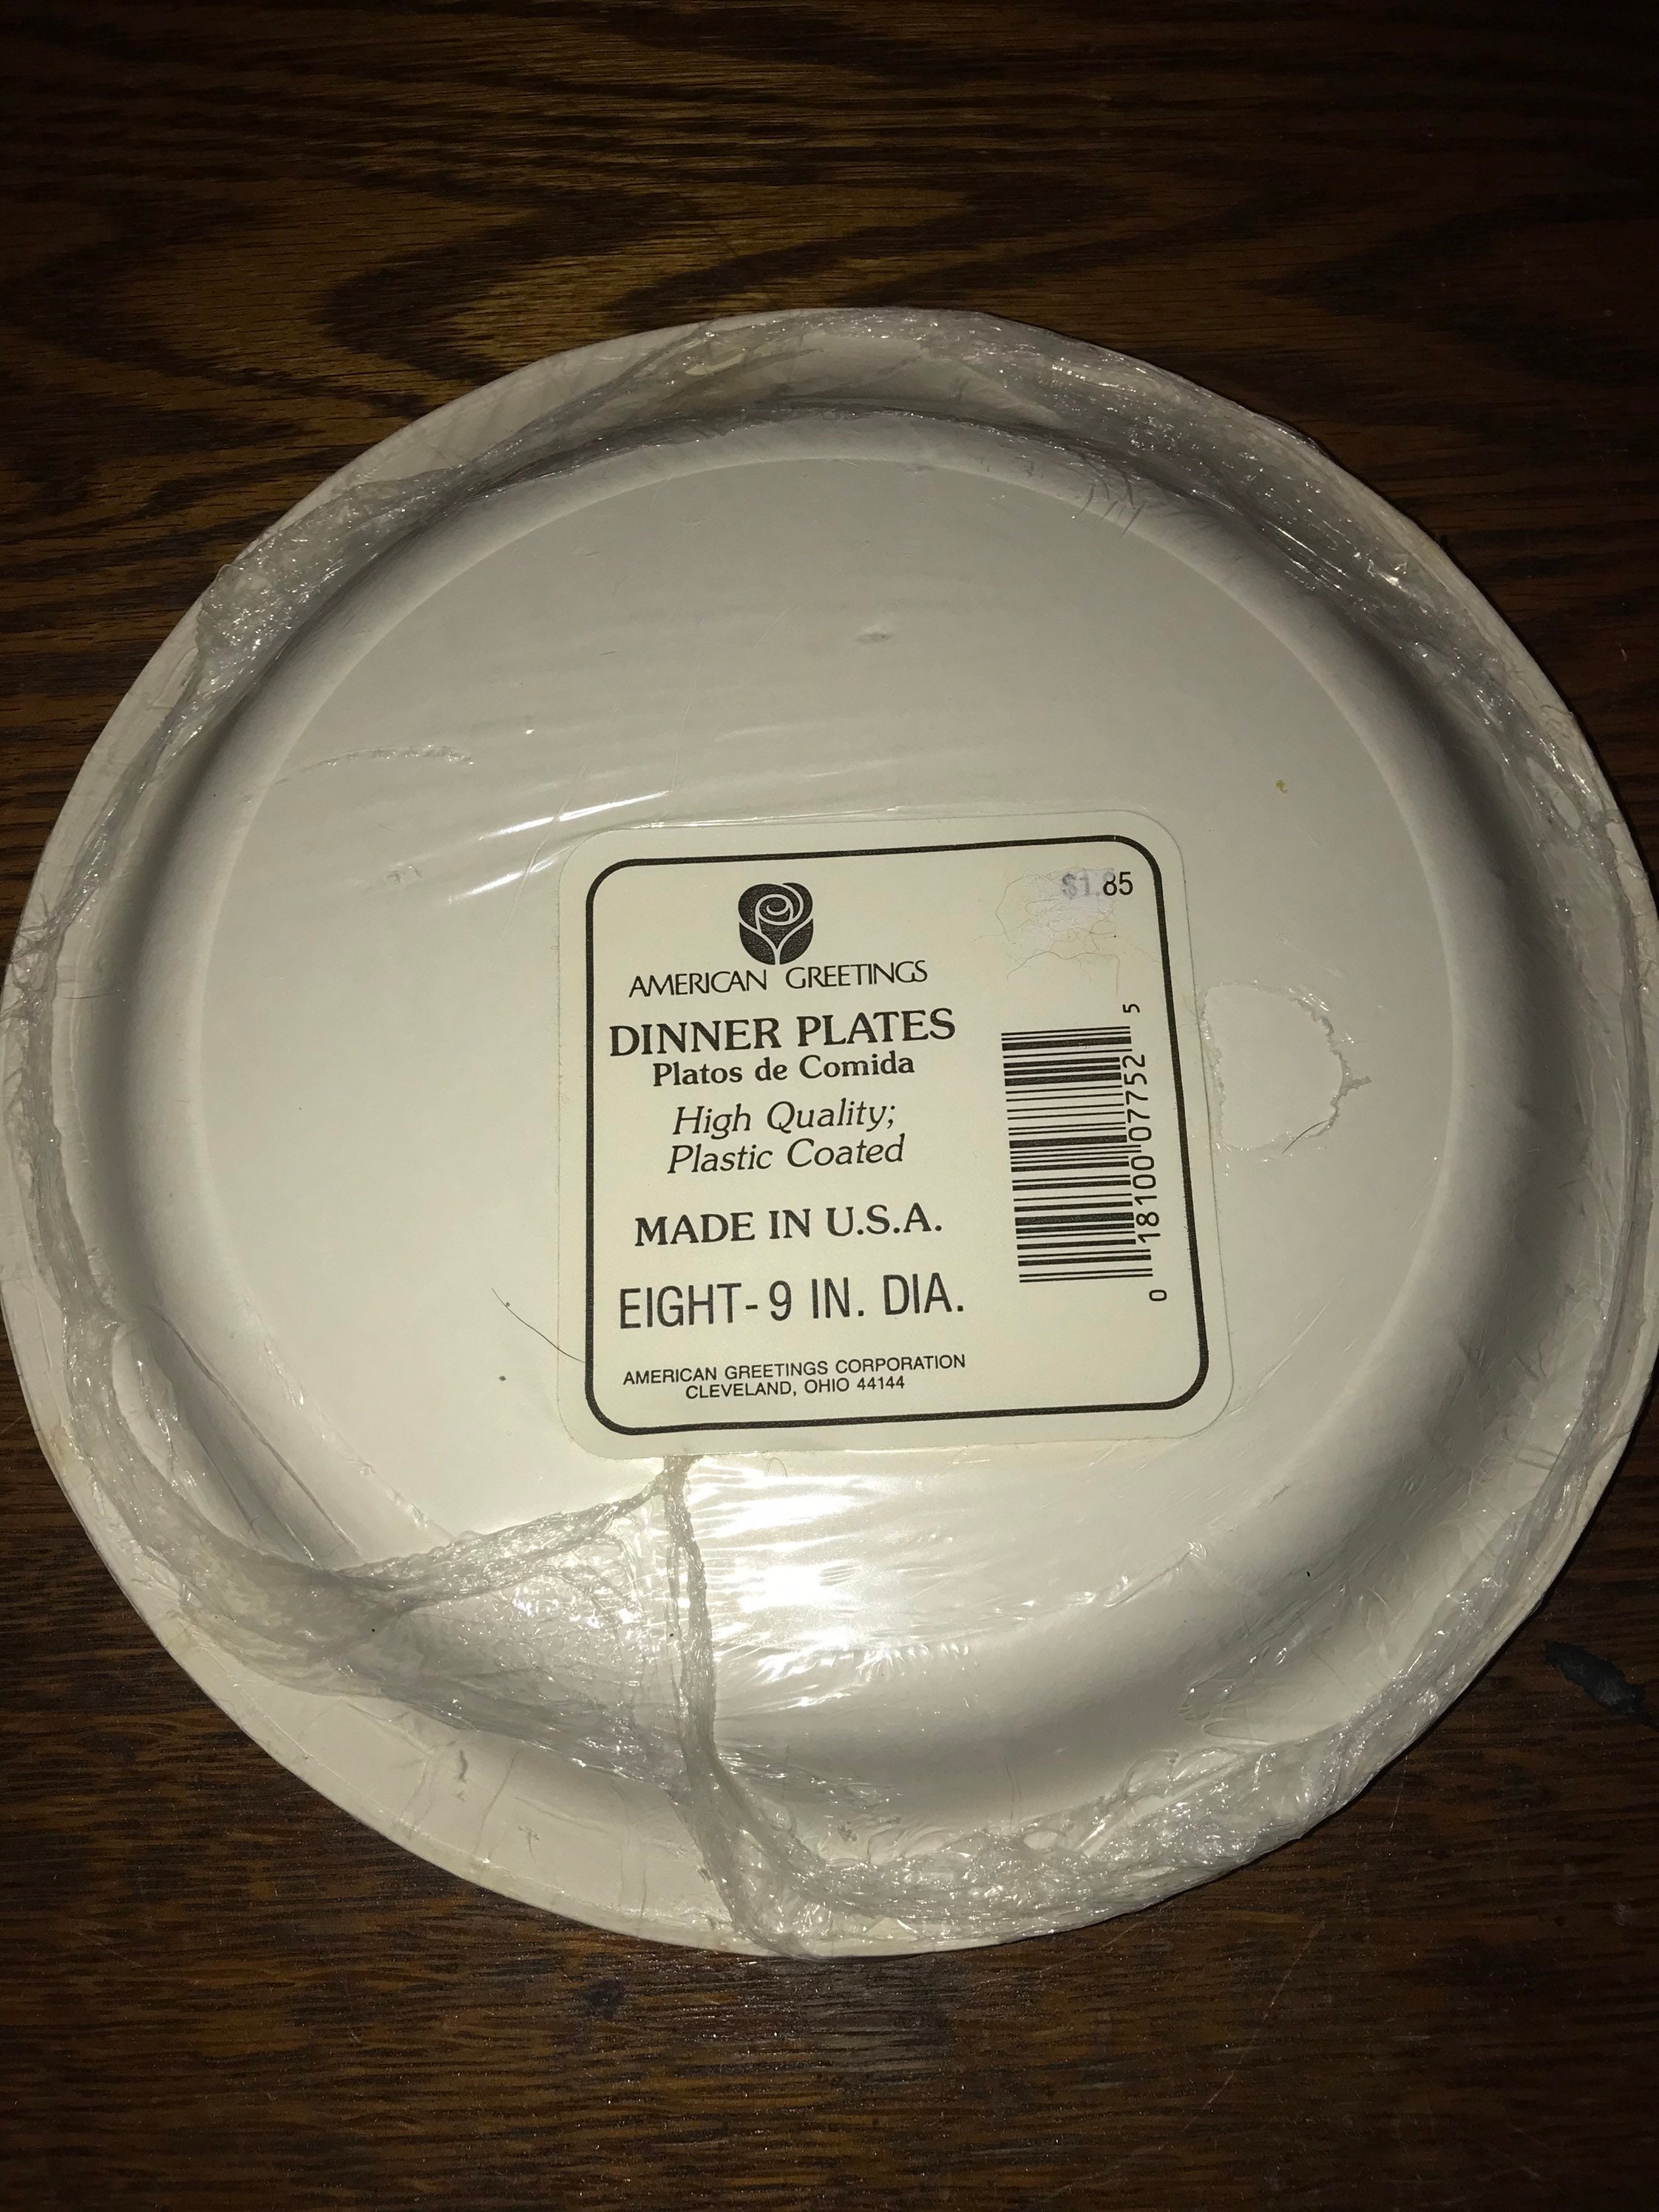 $1.85
AMERICAN GREETINGS
DINNER PLATES
Platos de Comida
High Quality;
Plastic Coated
MADE IN U.S.A.
EIGHT-9 IN. DIA.
AMERICAN GREETINGS CORPORATION
CLEVELAND, OHIO 44144
0 18100 07752 5